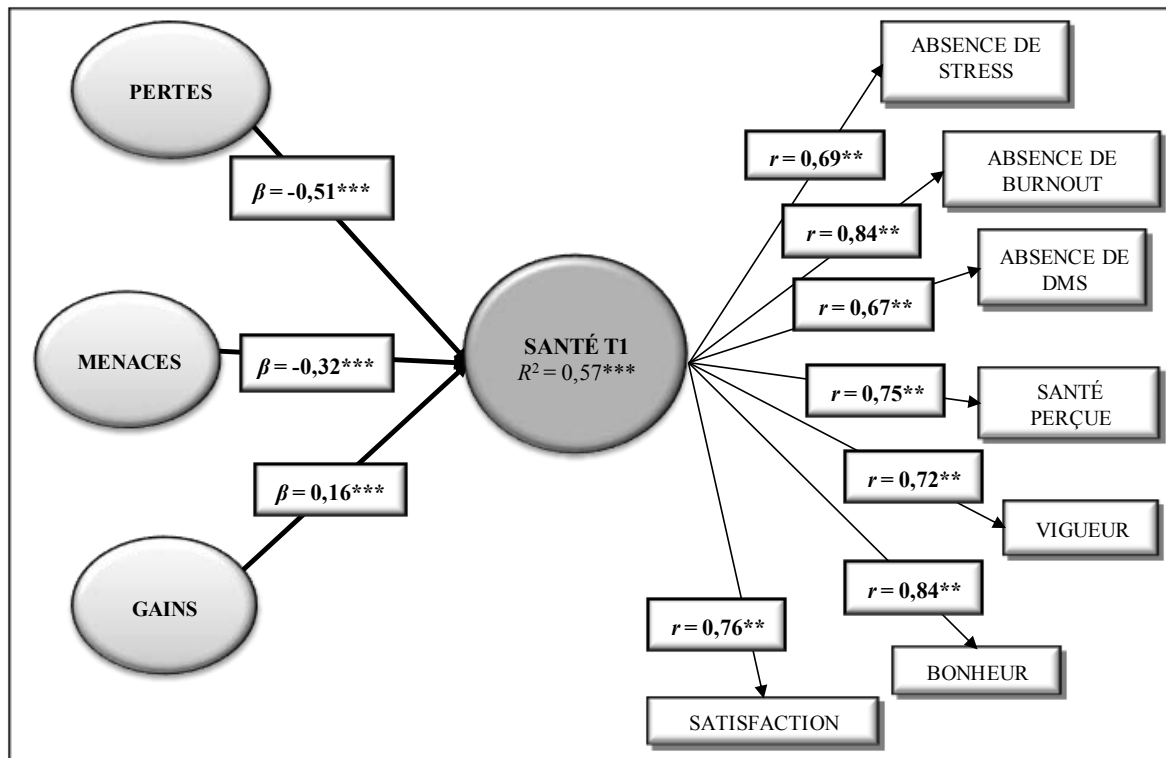 PERTES
β = -0,51***
MENACES
β = -0,32***
GAINS
β = 0,16***
SANTÉ T1
R² = 0,57***
r = 0,69**
ABSENCE DE
STRESS
r = 0,84**
ABSENCE DE
BURNOUT
r = 0,67**
ABSENCE DE
DMS
r = 0,75**
SANTÉ
PERÇUE
r = 0,72**
VIGUEUR
r = 0,84**
BONHEUR
r = 0,76**
SATISFACTION